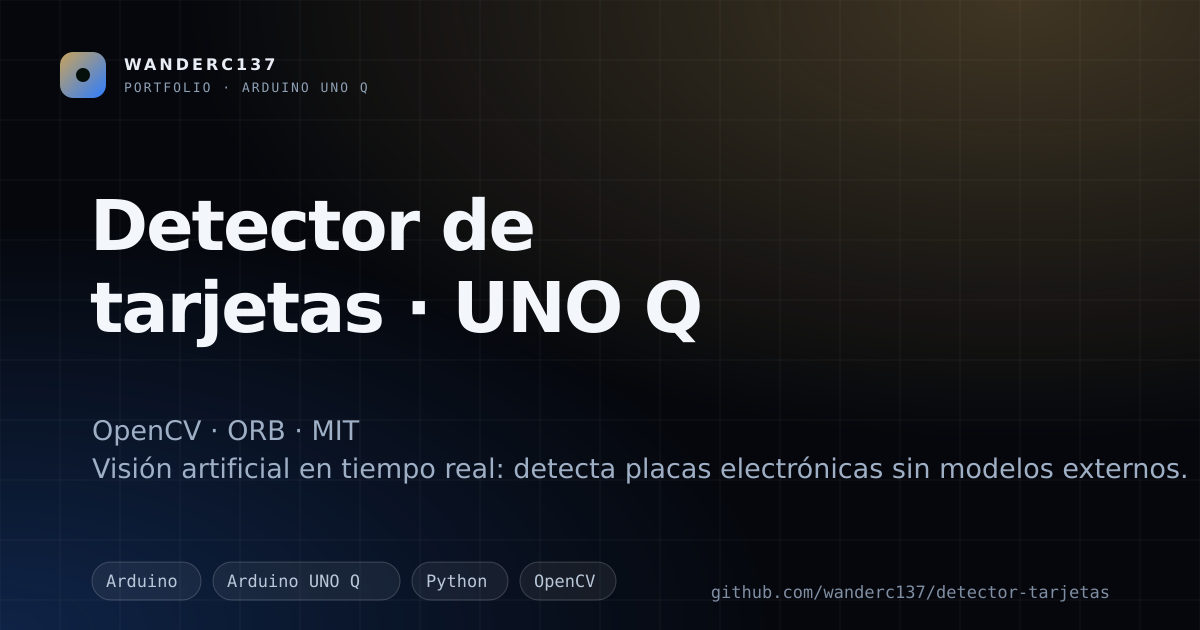 WANDERC137
PORTFOLIO · ARDUINO UNO Q
Detector de
tarjetas · UNO Q
OpenCV · ORB · MIT
Visión artificial en tiempo real: detecta placas electrónicas sin modelos externos.
Arduino
Arduino UNO Q
Python
OpenCV
github.com/wanderc137/detector-tarjetas